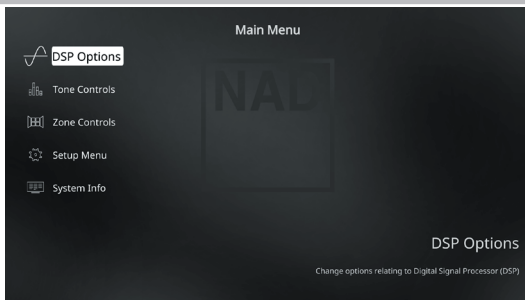 Main Menu
DSP Options
Tone Controls
Zone Controls
Setup Menu
System Info
NAD
DSP Options
Change options relating to Digital Signal Processor (DSP)